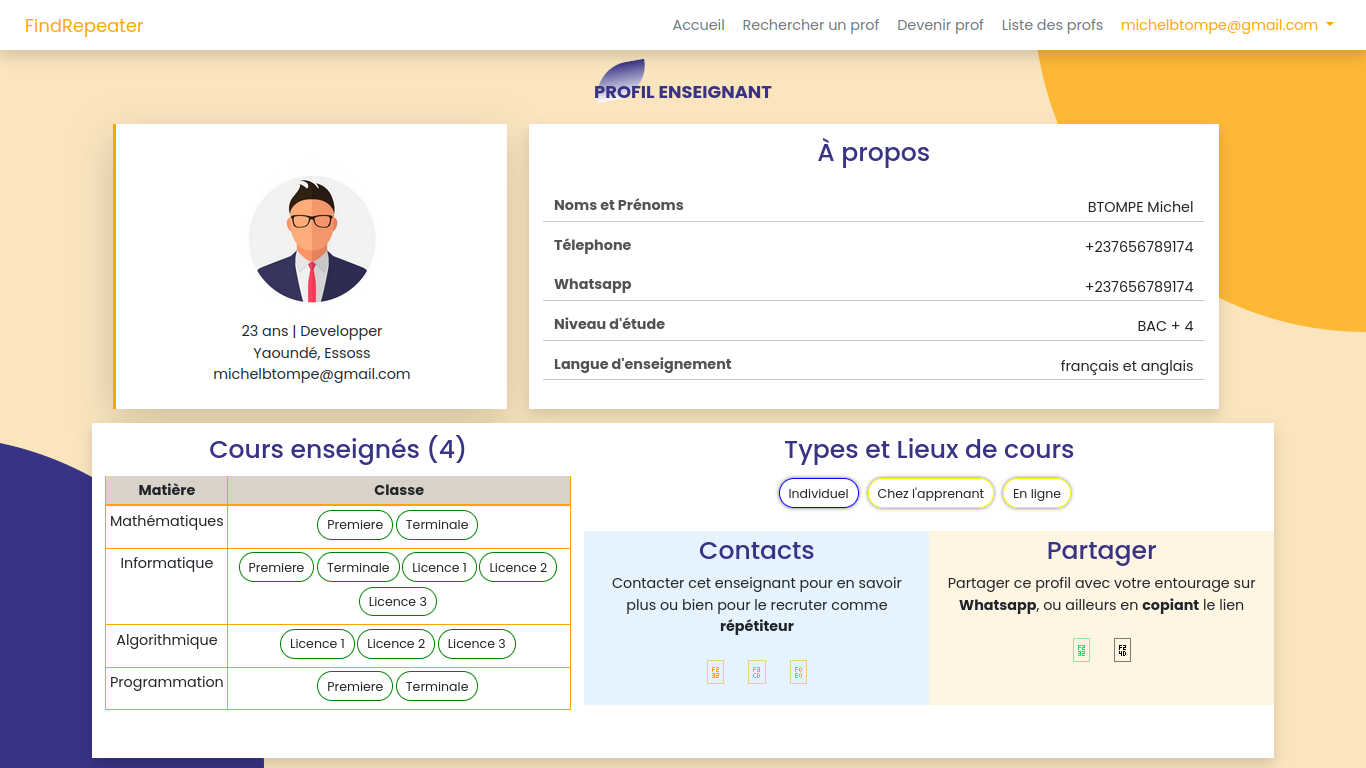 FindRepeater
Accueil Rechercher un prof Devenir prof Liste des profs michelbtompe@gmail.com
PROFIL ENSEIGNANT
23 ans | Developper
Yaoundé, Essoss
michelbtompe@gmail.com
À propos
Noms et Prénoms BTOMPE Michel
Télephone +237656789174
Whatsapp +237656789174
Niveau d'étude BAC + 4
Langue d'enseignement français et anglais
Cours enseignés (4)
Matière Classe
Mathématiques Premiere Terminale
Informatique Premiere Terminale Licence 1 Licence 2
Licence 3
Algorithmique Licence 1 Licence 2 Licence 3
Programmation Premiere Terminale
Types et Lieux de cours
Individuel Chez l'apprenant En ligne
Contacts
Contacter cet enseignant pour en savoir
plus ou bien pour le recruter comme
répétiteur
Partager
Partager ce profil avec votre entourage sur
Whatsapp, ou ailleurs en copiant le lien